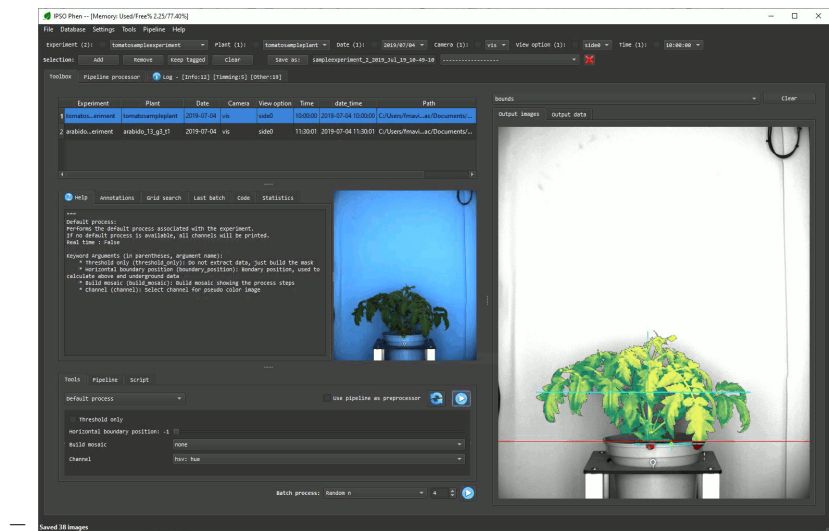 IPSO Phen -- [Memory: Used/Free% 2.25/77.40%]
File Database Settings Tools Pipeline Help
Experiment (2): tomatosampleexperiment Plant (1): tomatosampleplant Date (1): 2019/07/04 Camera (1): vis View option (1): side0 Time (1): 10:00:00
Selection: Add Remove Keep tagged Clear Save as: sampleexperiment_2_2019_Jul_19_10-49-10 ------------------
Toolbox Pipeline processor Log - [Info:12] [Timming:5] [Other:19]
Experiment Plant Date Camera View option Time date_time Path
1 tomatos...eriment tomatosampleplant 2019-07-04 vis side0 10:00:00 2019-07-04 10:00:00 C:/Users/fmavi...ac/Documents/...
2 arabido...eriment arabido_13_g3_t1 2019-07-04 vis side0 11:30:01 2019-07-04 11:30:01 C:/Users/fmavi...ac/Documents/...
Help Annotations Grid search Last batch Code Statistics
---
Default process:
Performs the default process associated with the experiment.
If no default process is available, all channels will be printed.
Real time : False
Keyword Arguments (in parentheses, argument name):
* Threshold only (threshold_only): Do not extract data, just build the mask
* Horizontal boundary position (boundary_position): Bondary position, used to
calculate above and underground data
* Build mosaic (build_mosaic): Build mosaic showing the process steps
* Channel (channel): Select channel for pseudo color image
Tools Pipeline Script
Default process Use pipeline as preprocessor
Threshold only
Horizontal boundary position: -1
Build mosaic none
Channel hsv: hue
Batch process: Random n 4
bounds Clear
Output images Output data
Saved 38 images